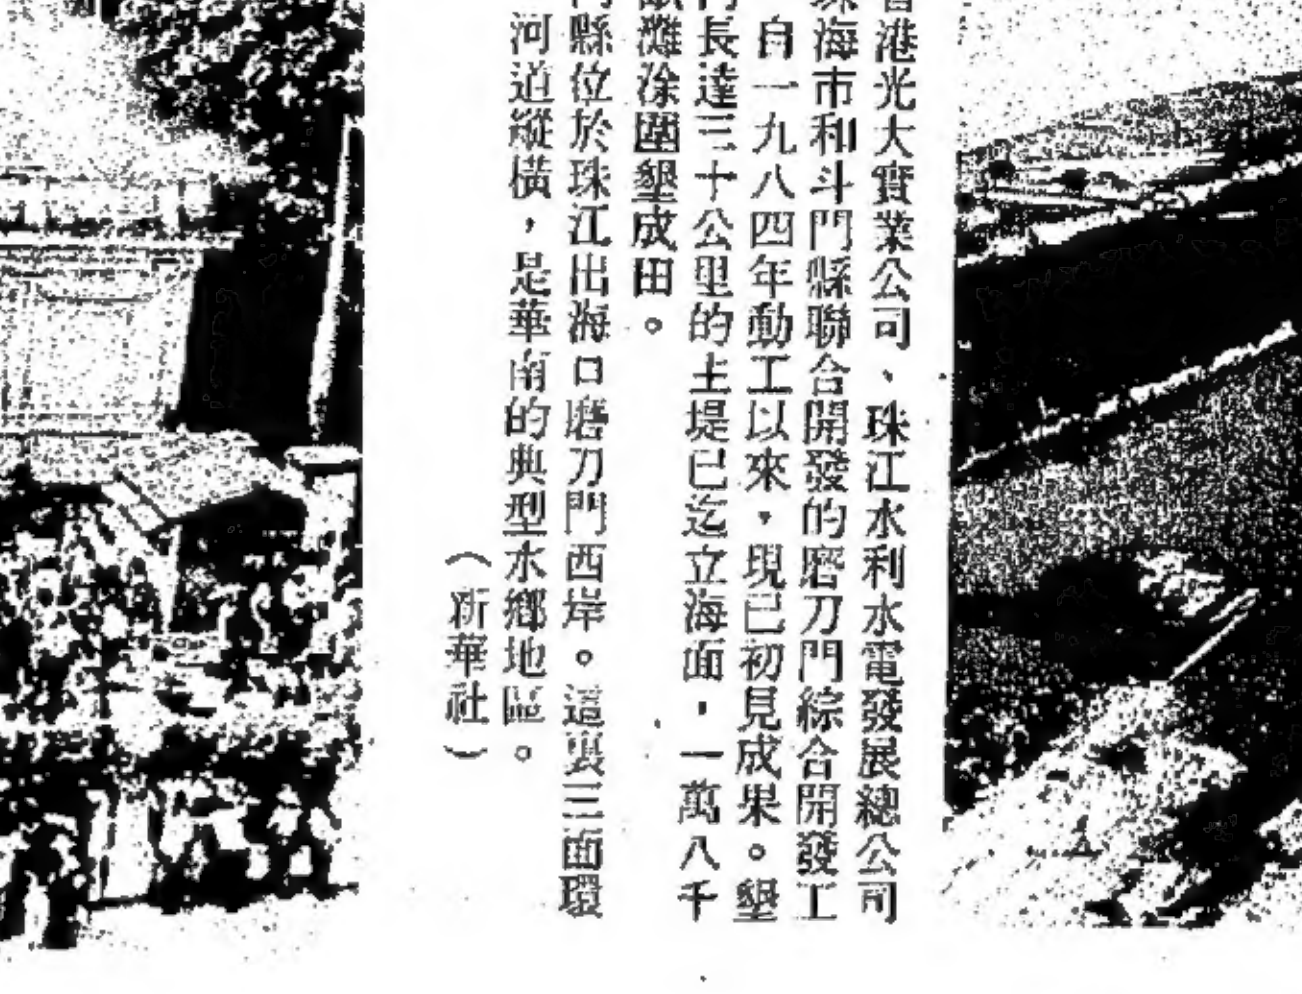 港光大實業公司、珠江水利水電發展總公司
海市和斗門縣聯合開發的磨刀門綜合開發工
自一九八四年動工以來，現已初見成果。墾
長達三十公里的土堤已迄立海面，一萬八千
灘涂圍墾成田。
縣位於珠江出海口磨刀門西岸。這裏三面環
河道縱橫，是華南的典型水鄉地區。
（新華社）